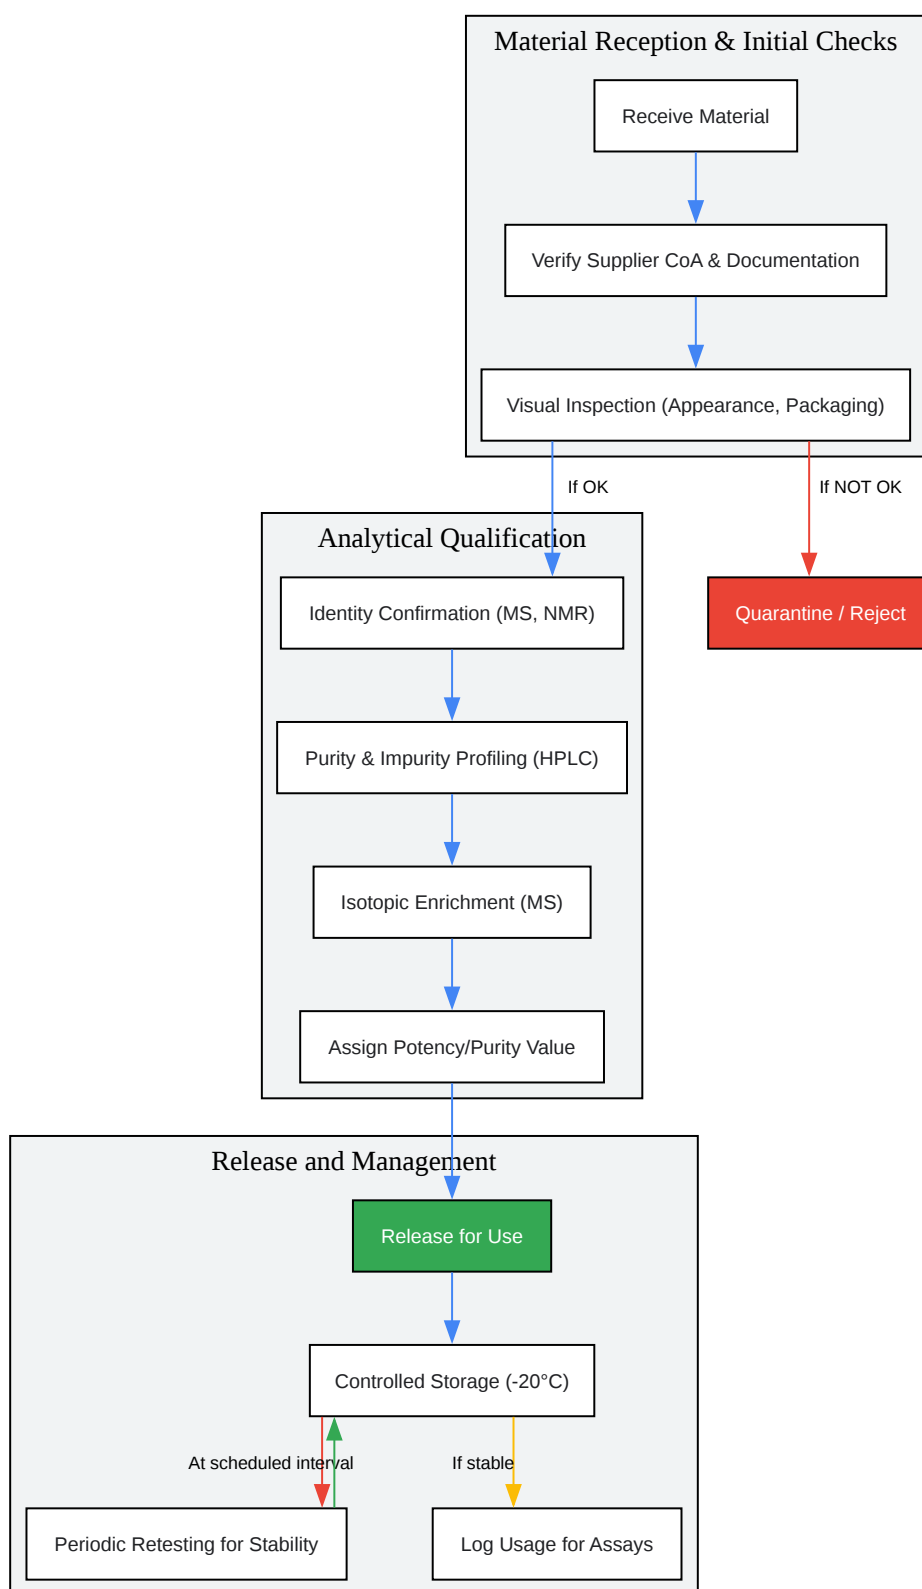 Material Reception & Initial Checks
Receive Material
Verify Supplier CoA & Documentation
Visual Inspection (Appearance, Packaging)
If OK
If NOT OK
Analytical Qualification
Identity Confirmation (MS, NMR)
Quarantine / Reject
Purity & Impurity Profiling (HPLC)
Isotopic Enrichment (MS)
Assign Potency/Purity Value
Release and Management
Release for Use
Controlled Storage (-20°C)
At scheduled interval
If stable
Periodic Retesting for Stability
Log Usage for Assays